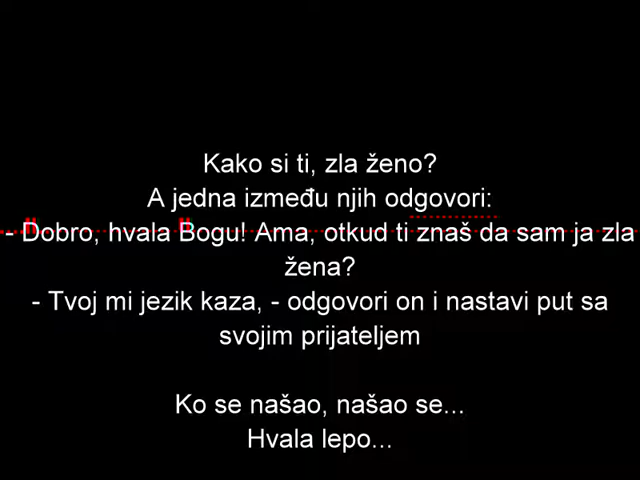 Kako si ti, zla ženo?
A jedna između njih odgovori:
- Dobro, hvala Bogu! Ama, otkud ti znaš da sam ja zla
žena?
- Tvoj mi jezik kaza, - odgovori on i nastavi put sa
svojim prijateljem
Ko se našao, našao se...
Hvala lepo...